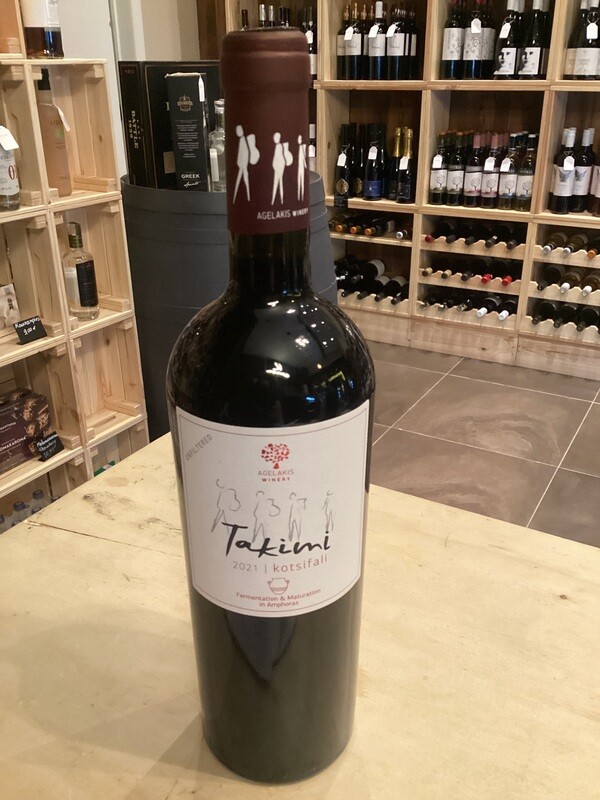 AGELAKIS WINERY
GREEK
UNFILTERED
AGELAKIS
WINERY
Takimi
2021 | kotsifali
Fermentation & Maturation
in Amphoras